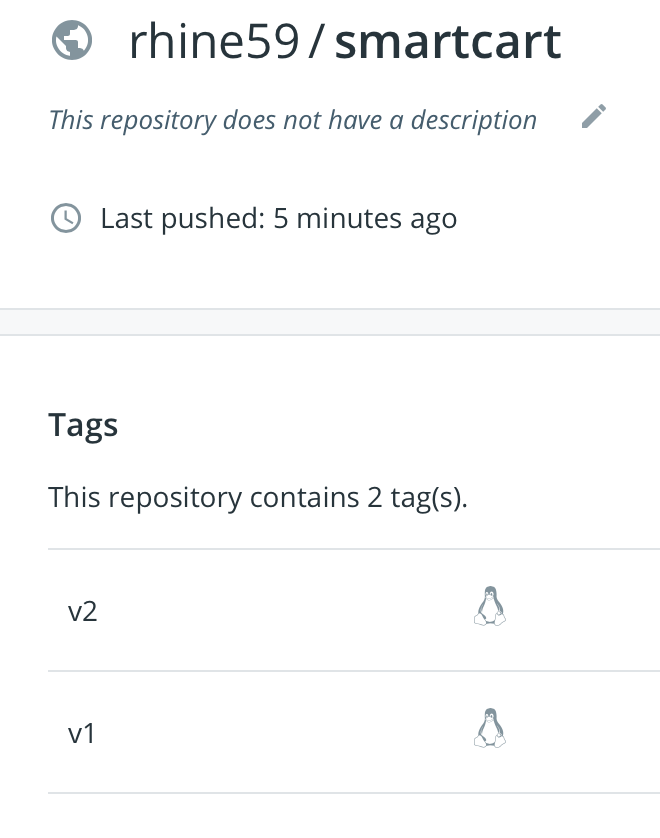 rhine59 / smartcart
This repository does not have a description
Last pushed: 5 minutes ago
Tags
This repository contains 2 tag(s).
v2
v1